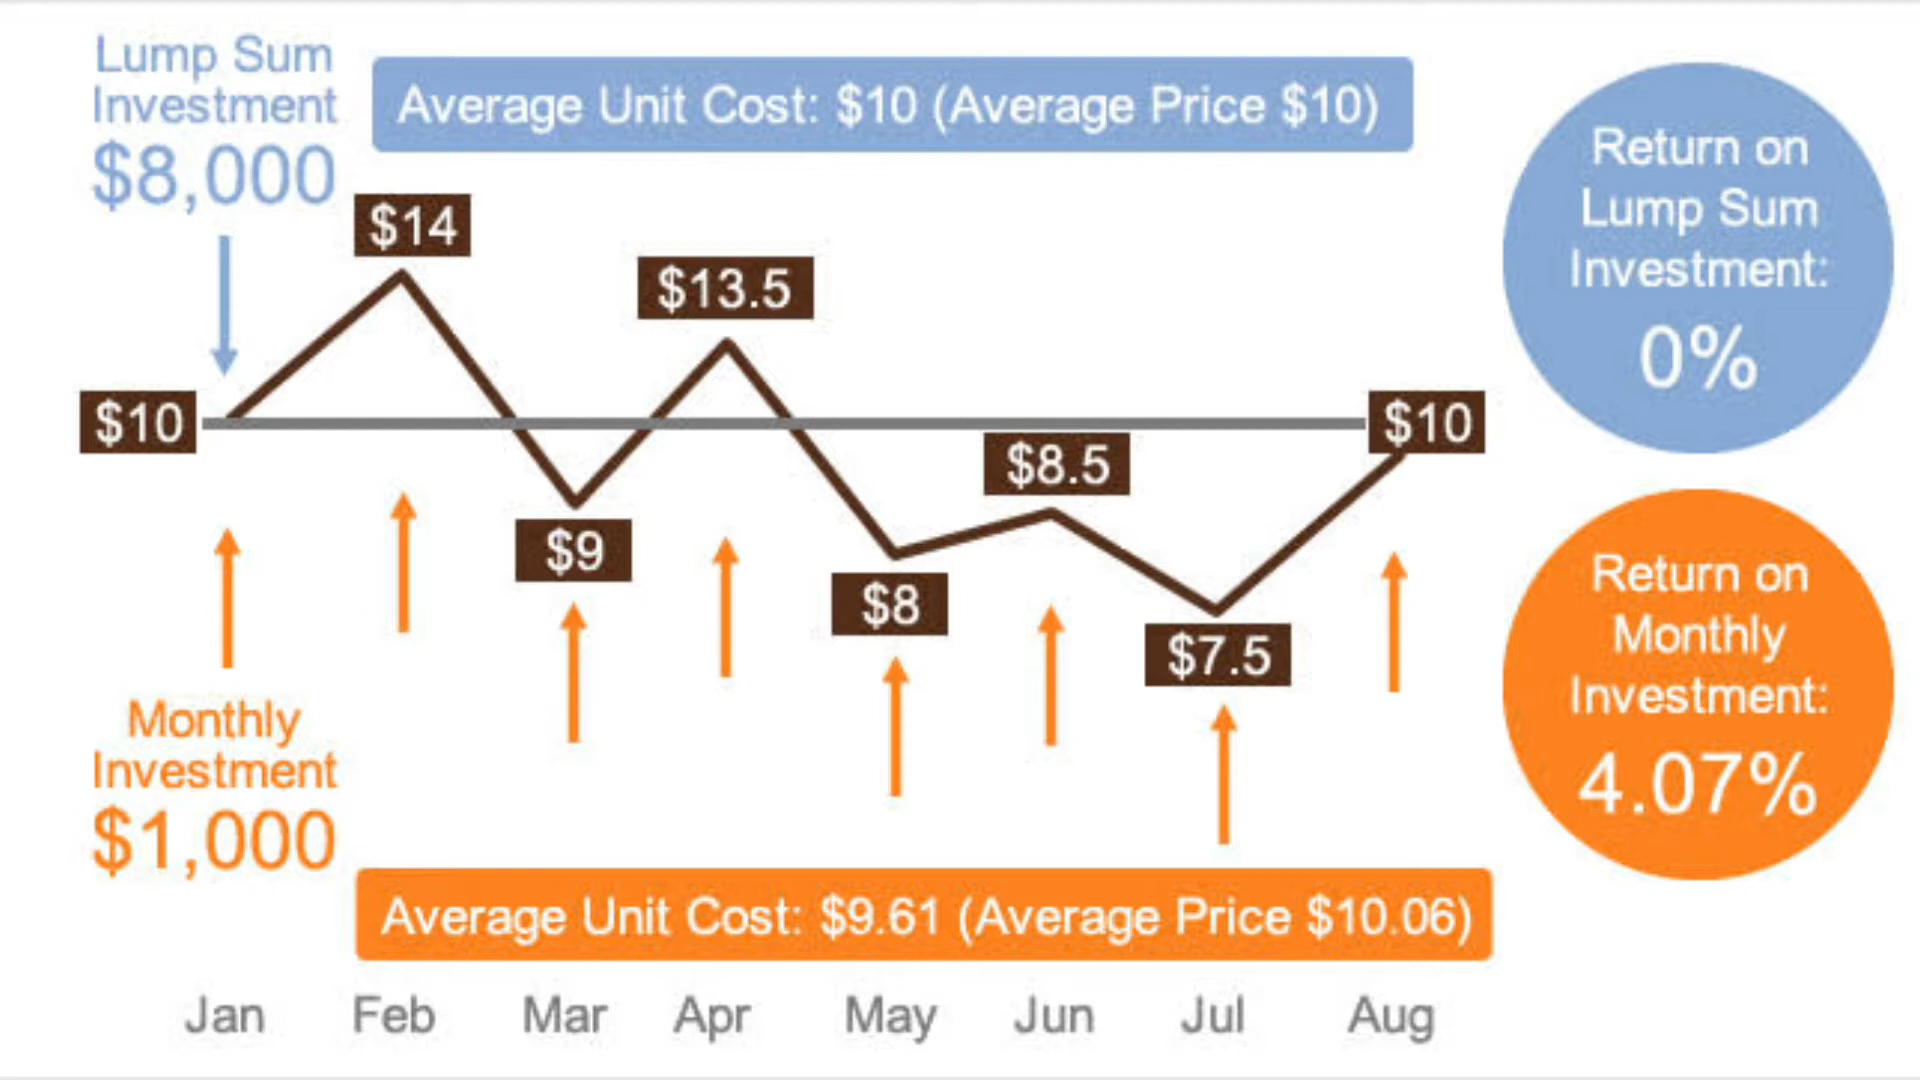 Lump Sum
Investment
$8,000
Average Unit Cost: $10 (Average Price $10)
Return on
Lump Sum
Investment:
0%
$14
$13.5
$10
$10
$8.5
$9
$8
$7.5
Return on
Monthly
Investment:
4.07%
Monthly
Investment
$1,000
Average Unit Cost: $9.61 (Average Price $10.06)
Jan Feb Mar Apr May Jun Jul Aug